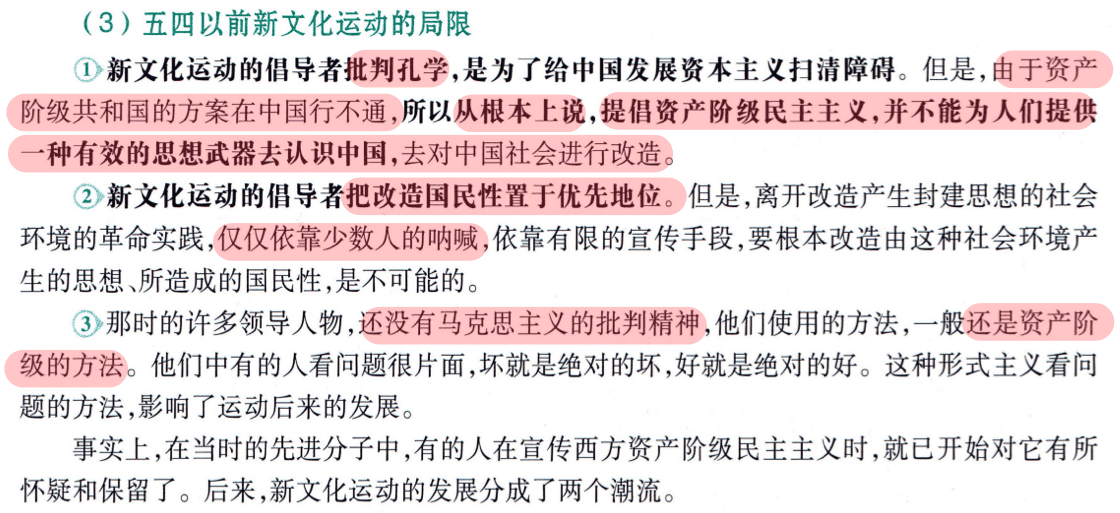 （3）五四以前新文化运动的局限
①新文化运动的倡导者批判孔学,是为了给中国发展资本主义扫清障碍。但是,由于资产
阶级共和国的方案在中国行不通,所以从根本上说,提倡资产阶级民主主义,并不能为人们提供
一种有效的思想武器去认识中国,去对中国社会进行改造。
②新文化运动的倡导者把改造国民性置于优先地位。但是,离开改造产生封建思想的社会
环境的革命实践,仅仅依靠少数人的呐喊,依靠有限的宣传手段,要根本改造由这种社会环境产
生的思想、所造成的国民性,是不可能的。
③那时的许多领导人物,还没有马克思主义的批判精神,他们使用的方法,一般还是资产阶
级的方法。他们中有的人看问题很片面,坏就是绝对的坏,好就是绝对的好。这种形式主义看问
题的方法,影响了运动后来的发展。
事实上,在当时的先进分子中,有的人在宣传西方资产阶级民主主义时,就已开始对它有所
怀疑和保留了。后来,新文化运动的发展分成了两个潮流。